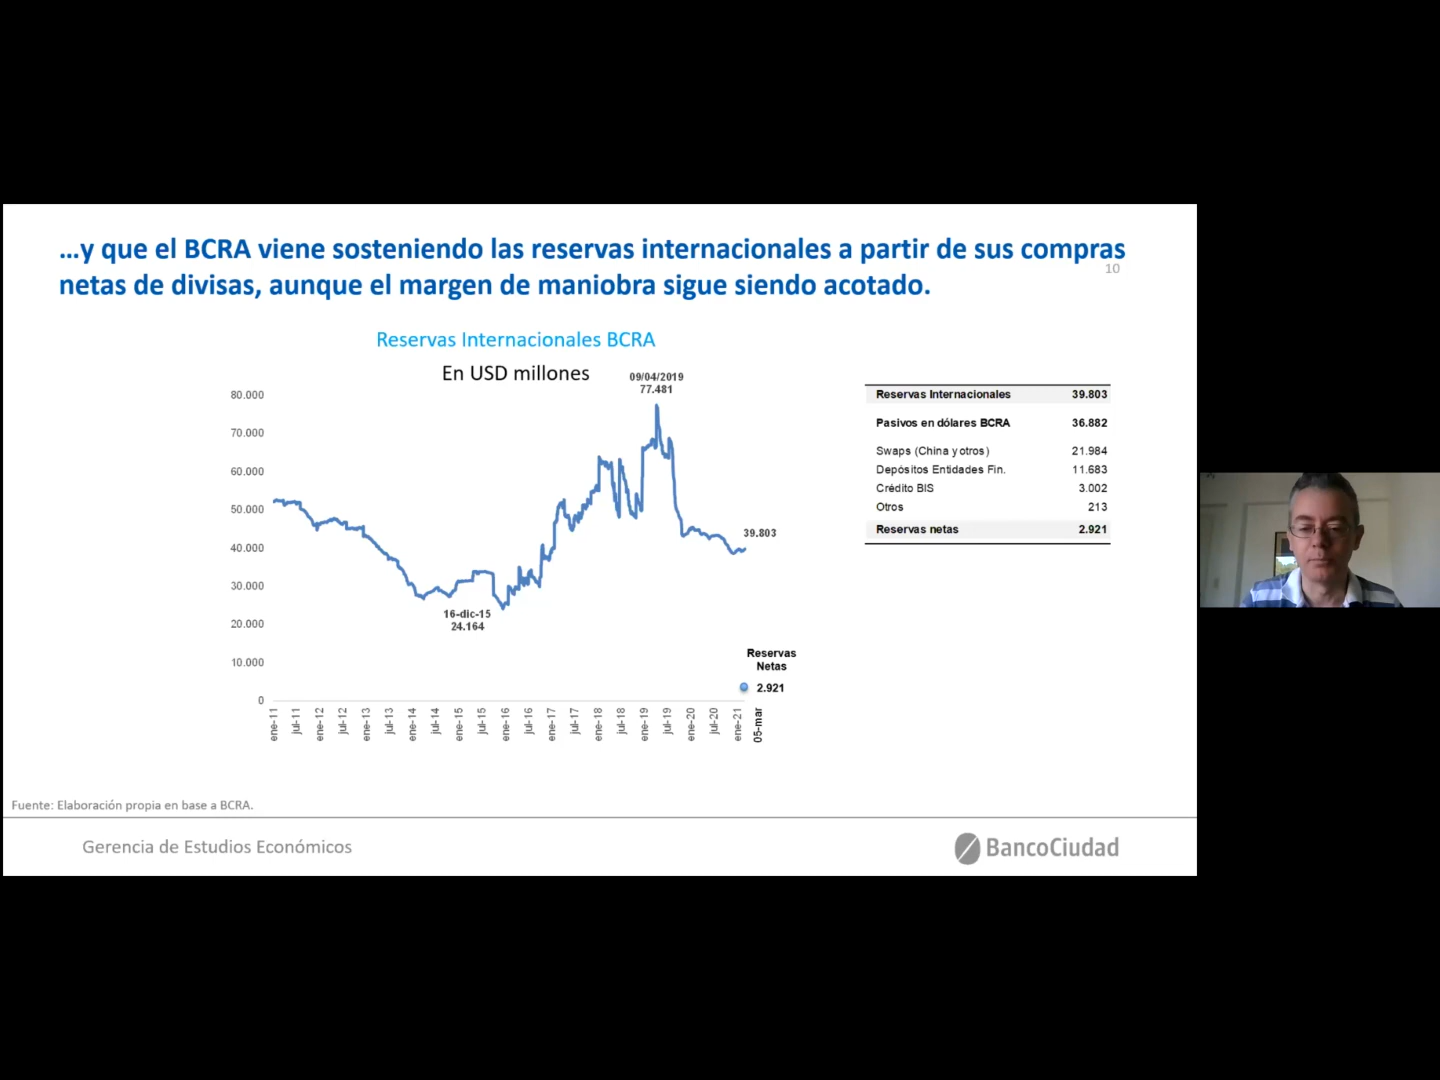 ...y que el BCRA viene sosteniendo las reservas internacionales a partir de sus compras
10
netas de divisas, aunque el margen de maniobra sigue siendo acotado.
Reservas Internacionales BCRA
En USD millones
09/04/2019
77.481
80.000
70.000
60.000
50.000
40.000
30.000
20.000
10.000
0
39.803
16-dic-15
24.164
Reservas
Netas
2.921
ene-11
jul-11
ene-12
jul-12
ene-13
jul-13
ene-14
jul-14
ene-15
jul-15
ene-16
jul-16
ene-17
jul-17
ene-18
jul-18
ene-19
jul-19
ene-20
jul-20
ene-21
05-mar
Reservas Internacionales 39.803
Pasivos en dólares BCRA 36.882
Swaps (China y otros) 21.984
Depósitos Entidades Fin. 11.683
Crédito BIS 3.002
Otros 213
Reservas netas 2.921
Fuente: Elaboración propia en base a BCRA.
Gerencia de Estudios Económicos
BancoCiudad